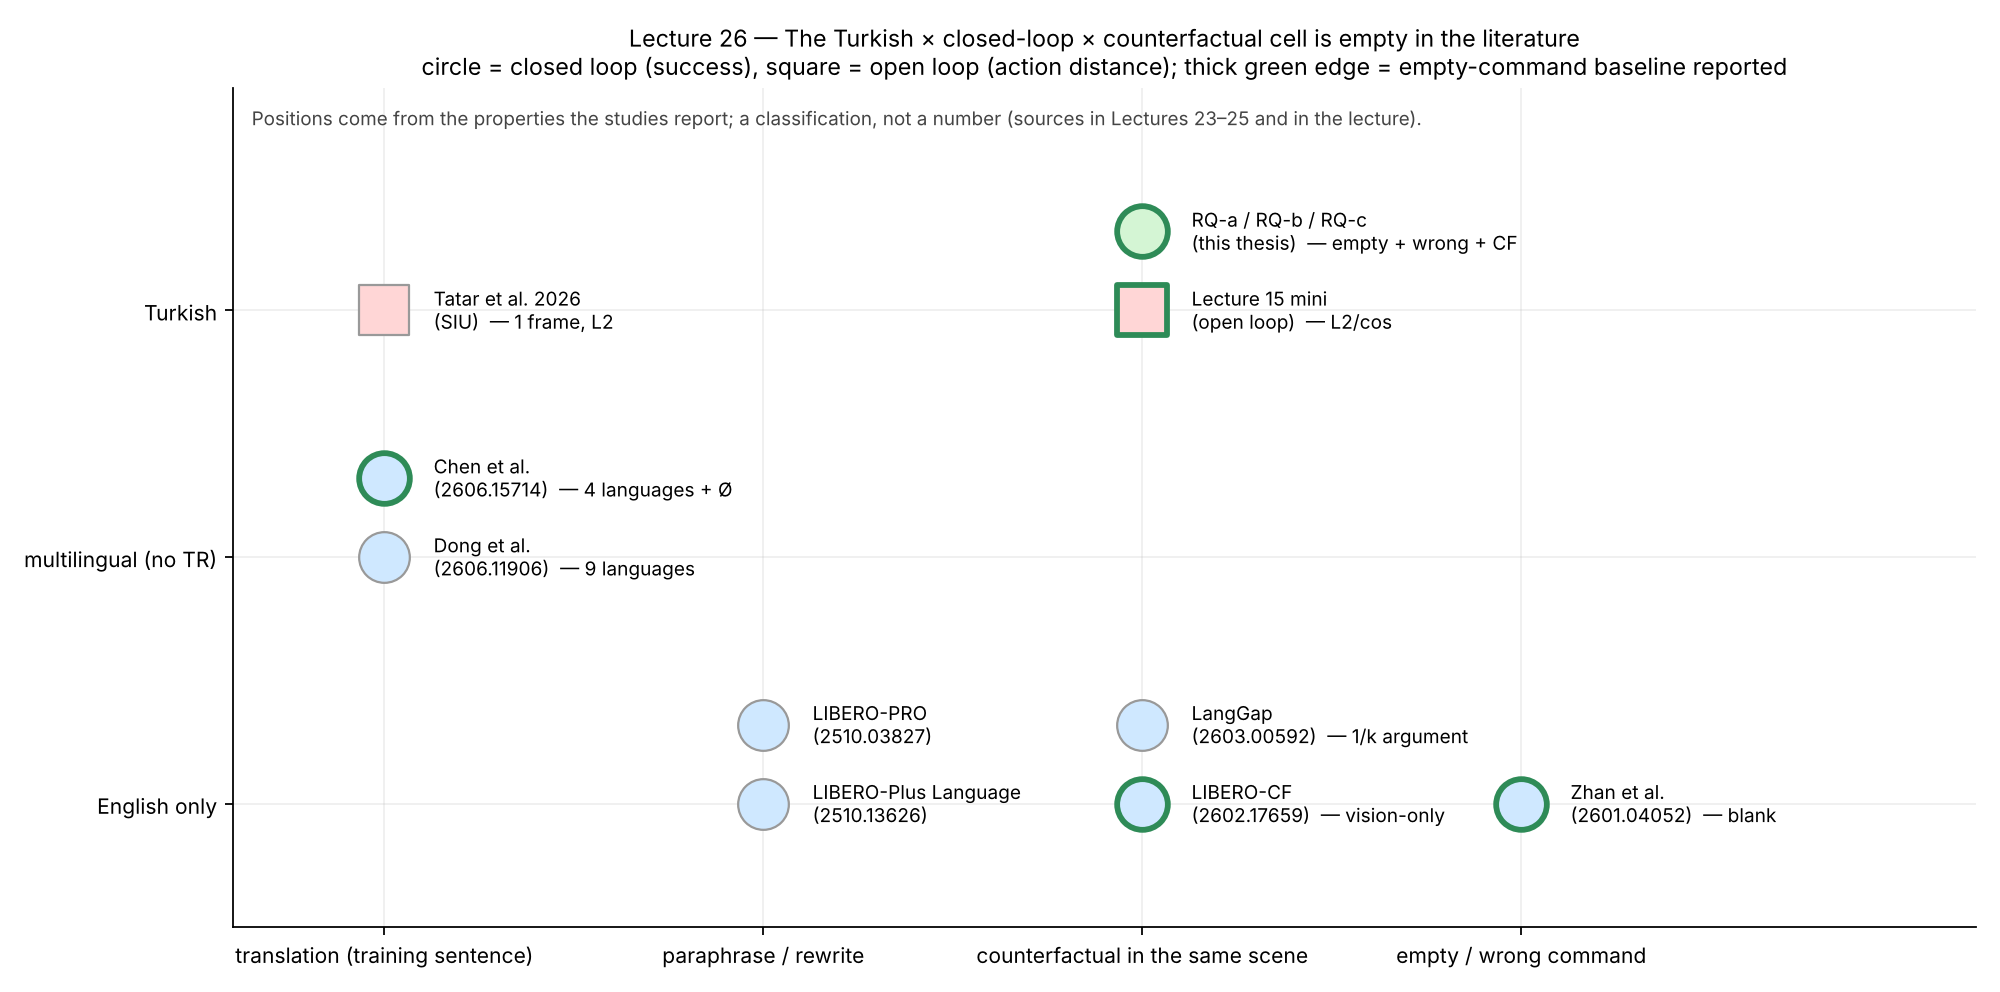 Lecture 26 — The Turkish × closed-loop × counterfactual cell is empty in the literature
circle = closed loop (success), square = open loop (action distance); thick green edge = empty-command baseline reported
Positions come from the properties the studies report; a classification, not a number (sources in Lectures 23–25 and in the lecture).
RQ-a / RQ-b / RQ-c
(this thesis) — empty + wrong + CF
Turkish
Tatar et al. 2026
(SIU) — 1 frame, L2
Lecture 15 mini
(open loop) — L2/cos
Chen et al.
(2606.15714) — 4 languages + Ø
multilingual (no TR)
Dong et al.
(2606.11906) — 9 languages
LIBERO-PRO
(2510.03827)
LangGap
(2603.00592) — 1/k argument
English only
LIBERO-Plus Language
(2510.13626)
LIBERO-CF
(2602.17659) — vision-only
Zhan et al.
(2601.04052) — blank
translation (training sentence)
paraphrase / rewrite
counterfactual in the same scene
empty / wrong command